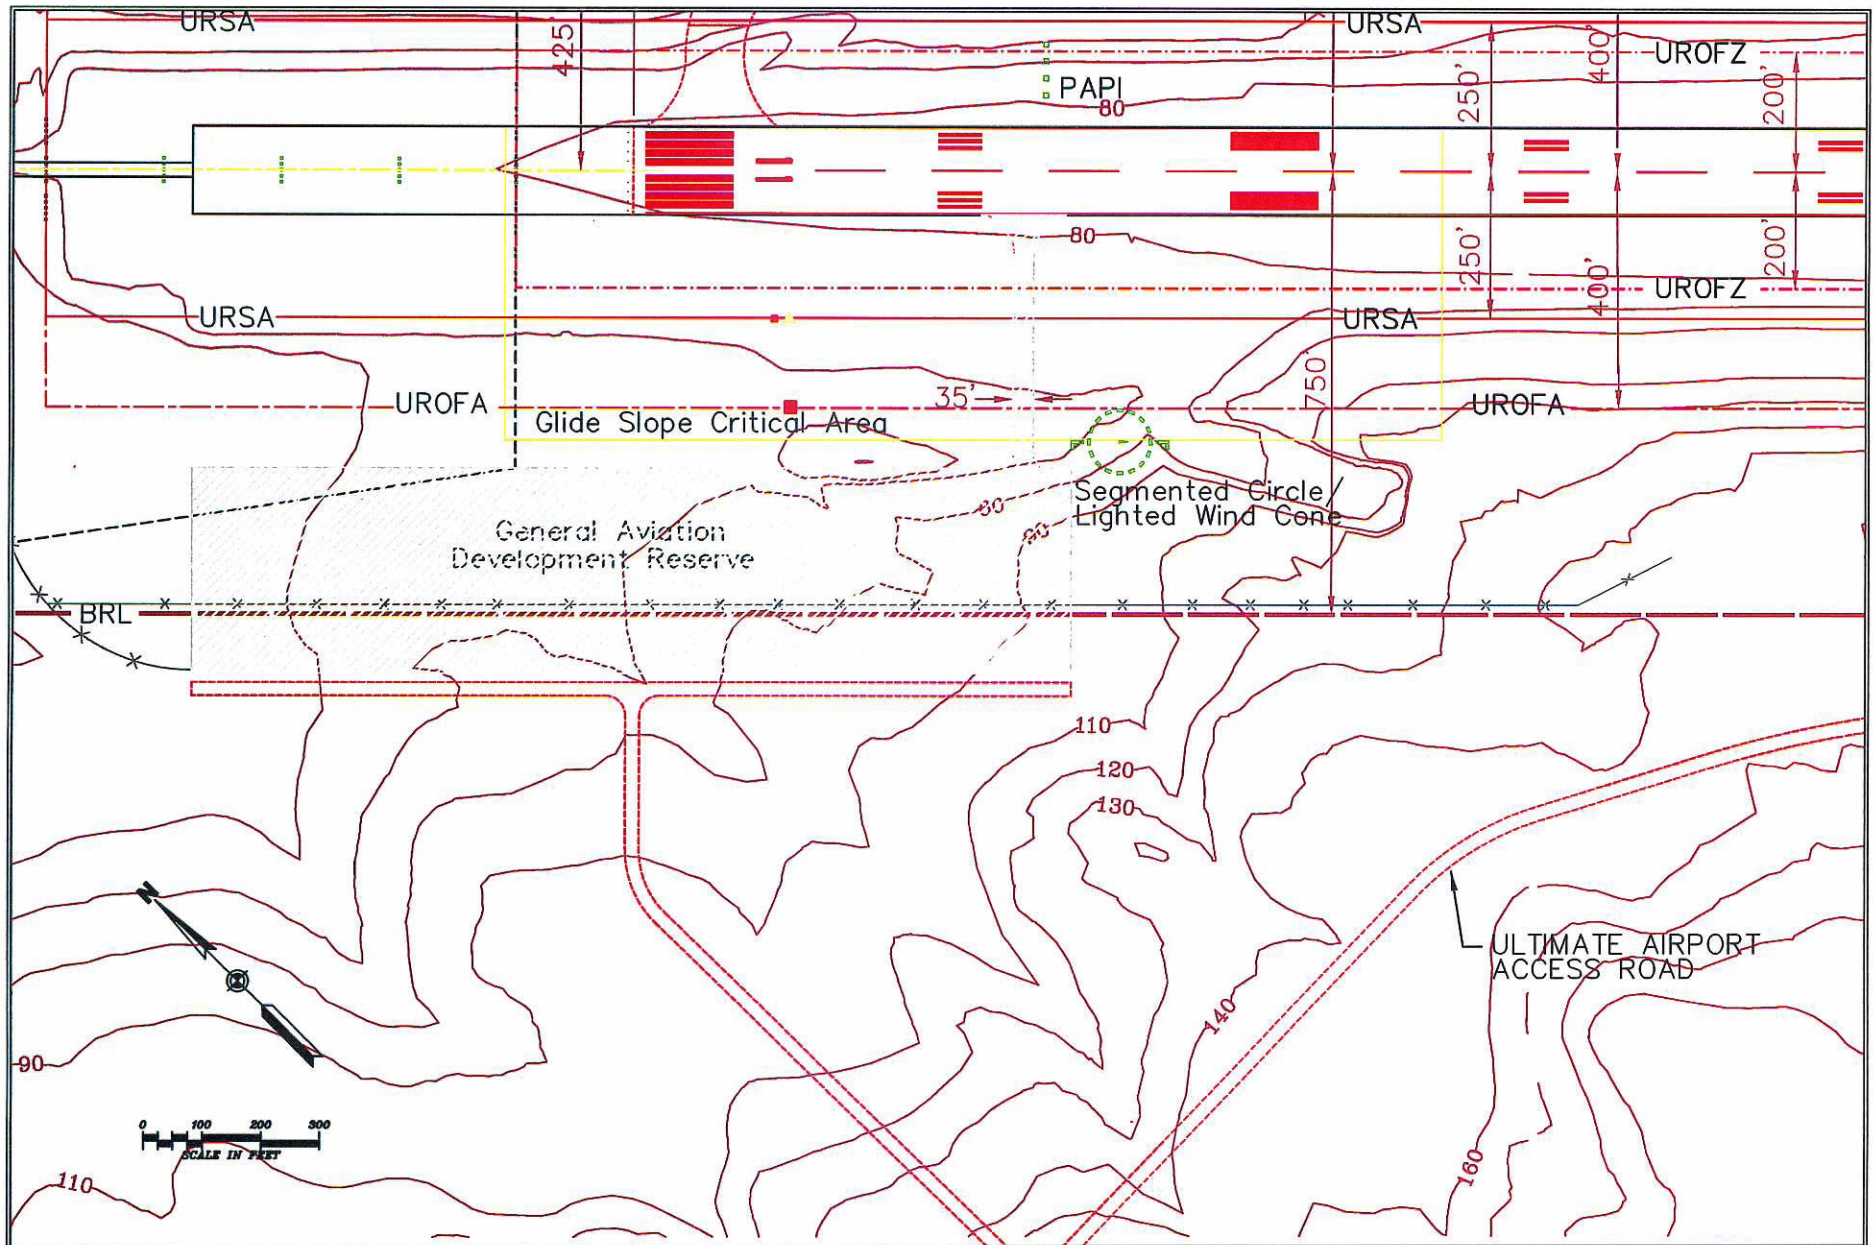 URSA
425'
URSA
400'
UROFZ
250'
200'
PAPI
80
80
250'
200'
400'
UROFZ
URSA
URSA
750'
35'
UROFA
UROFA
Glide Slope Critical Area
Segmented Circle/
Lighted Wind Cone
General Aviation
Development Reserve
80
90
BRL
110
120
130
N
ULTIMATE AIRPORT
ACCESS ROAD
140
90
0 100 200 300
SCALE IN FEET
160
110